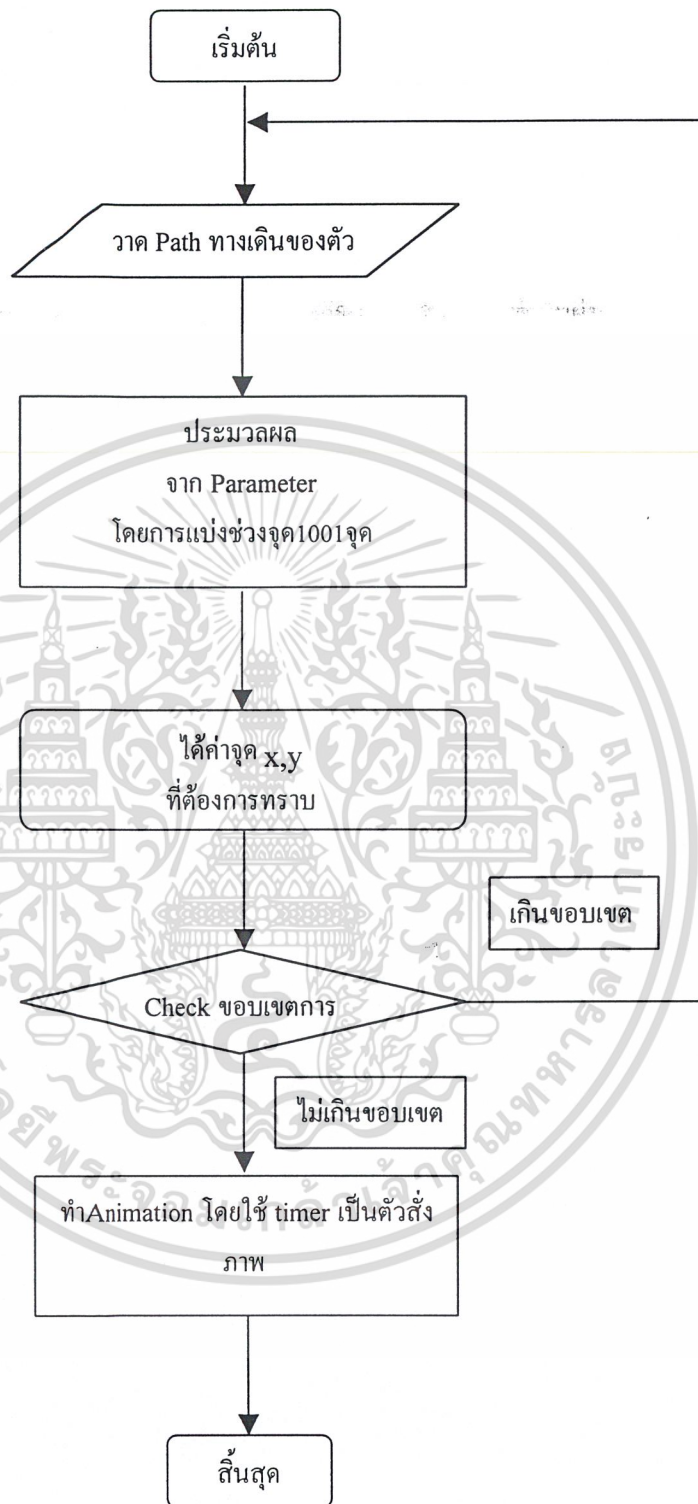 เริ่มต้น
วาด Path ทางเดินของตัว
ประมวลผล
จาก Parameter
โดยการแบ่งช่วงจุด1001จุด
ได้ค่าจุด x,y
ที่ต้องการทราบ
เกินขอบเขต
Check ขอบเขตการ
ไม่เกินขอบเขต
ทำAnimation โดยใช้ timer เป็นตัวสั่ง
ภาพ
สิ้นสุด